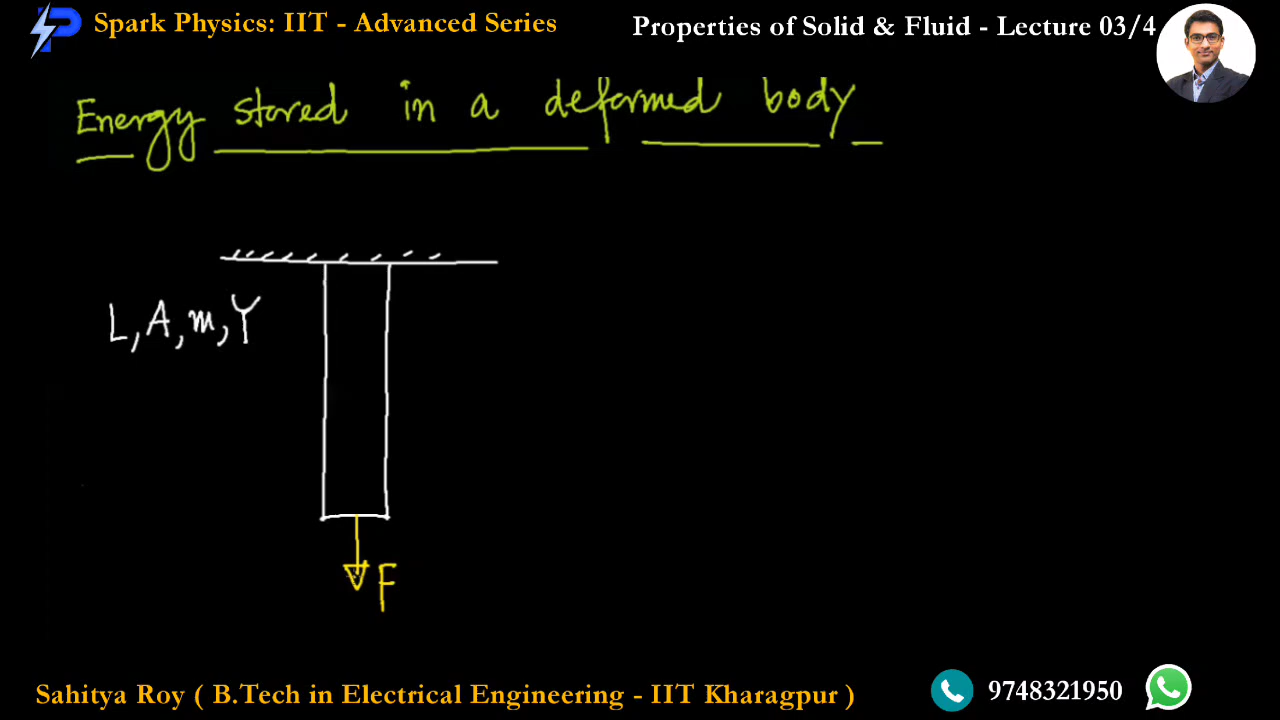 Spark Physics: IIT - Advanced Series
Properties of Solid & Fluid - Lecture 03/4
Energy stored in a deformed body
L, A, m, Y
F
Sahitya Roy ( B.Tech in Electrical Engineering - IIT Kharagpur )
9748321950